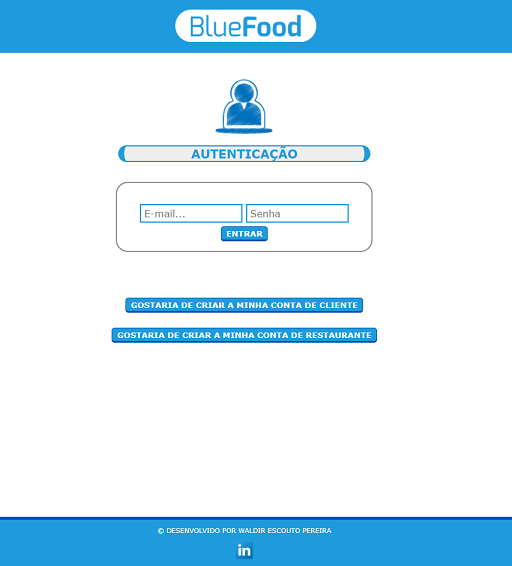 BlueFood
AUTENTICAÇÃO
E-mail... Senha
ENTRAR
GOSTARIA DE CRIAR A MINHA CONTA DE CLIENTE
GOSTARIA DE CRIAR A MINHA CONTA DE RESTAURANTE
© DESENVOLVIDO POR WALDIR ESCOUTO PEREIRA
in